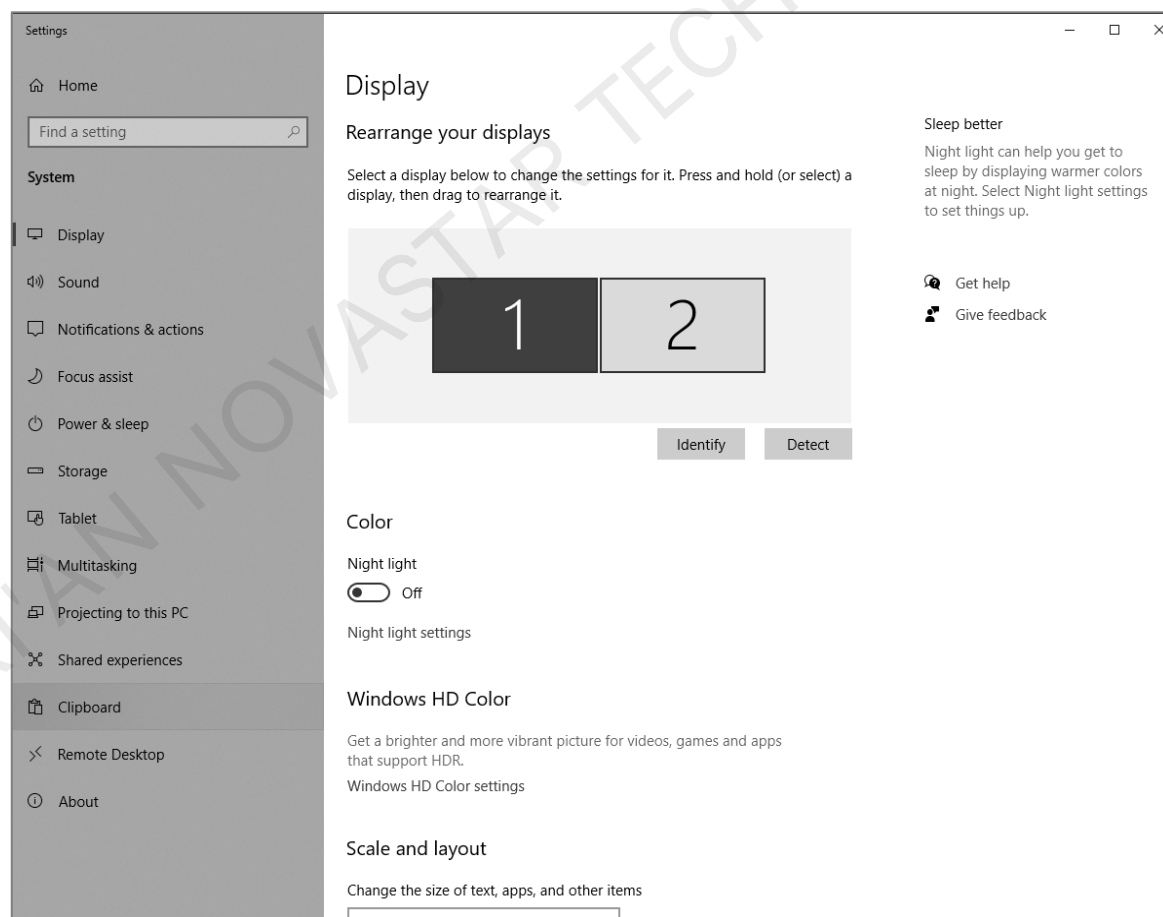 Settings
Home
Find a setting
System
Display
Sound
Notifications & actions
Focus assist
Power & sleep
Storage
Tablet
Multitasking
Projecting to this PC
Shared experiences
Clipboard
Remote Desktop
About
Display
Rearrange your displays
Select a display below to change the settings for it. Press and hold (or select) a
display, then drag to rearrange it.
1
2
Identify
Detect
Color
Night light
Off
Night light settings
Windows HD Color
Get a brighter and more vibrant picture for videos, games and apps
that support HDR.
Windows HD Color settings
Scale and layout
Change the size of text, apps, and other items
Sleep better
Night light can help you get to
sleep by displaying warmer colors
at night. Select Night light settings
to set things up.
Get help
Give feedback
NOVASTAR